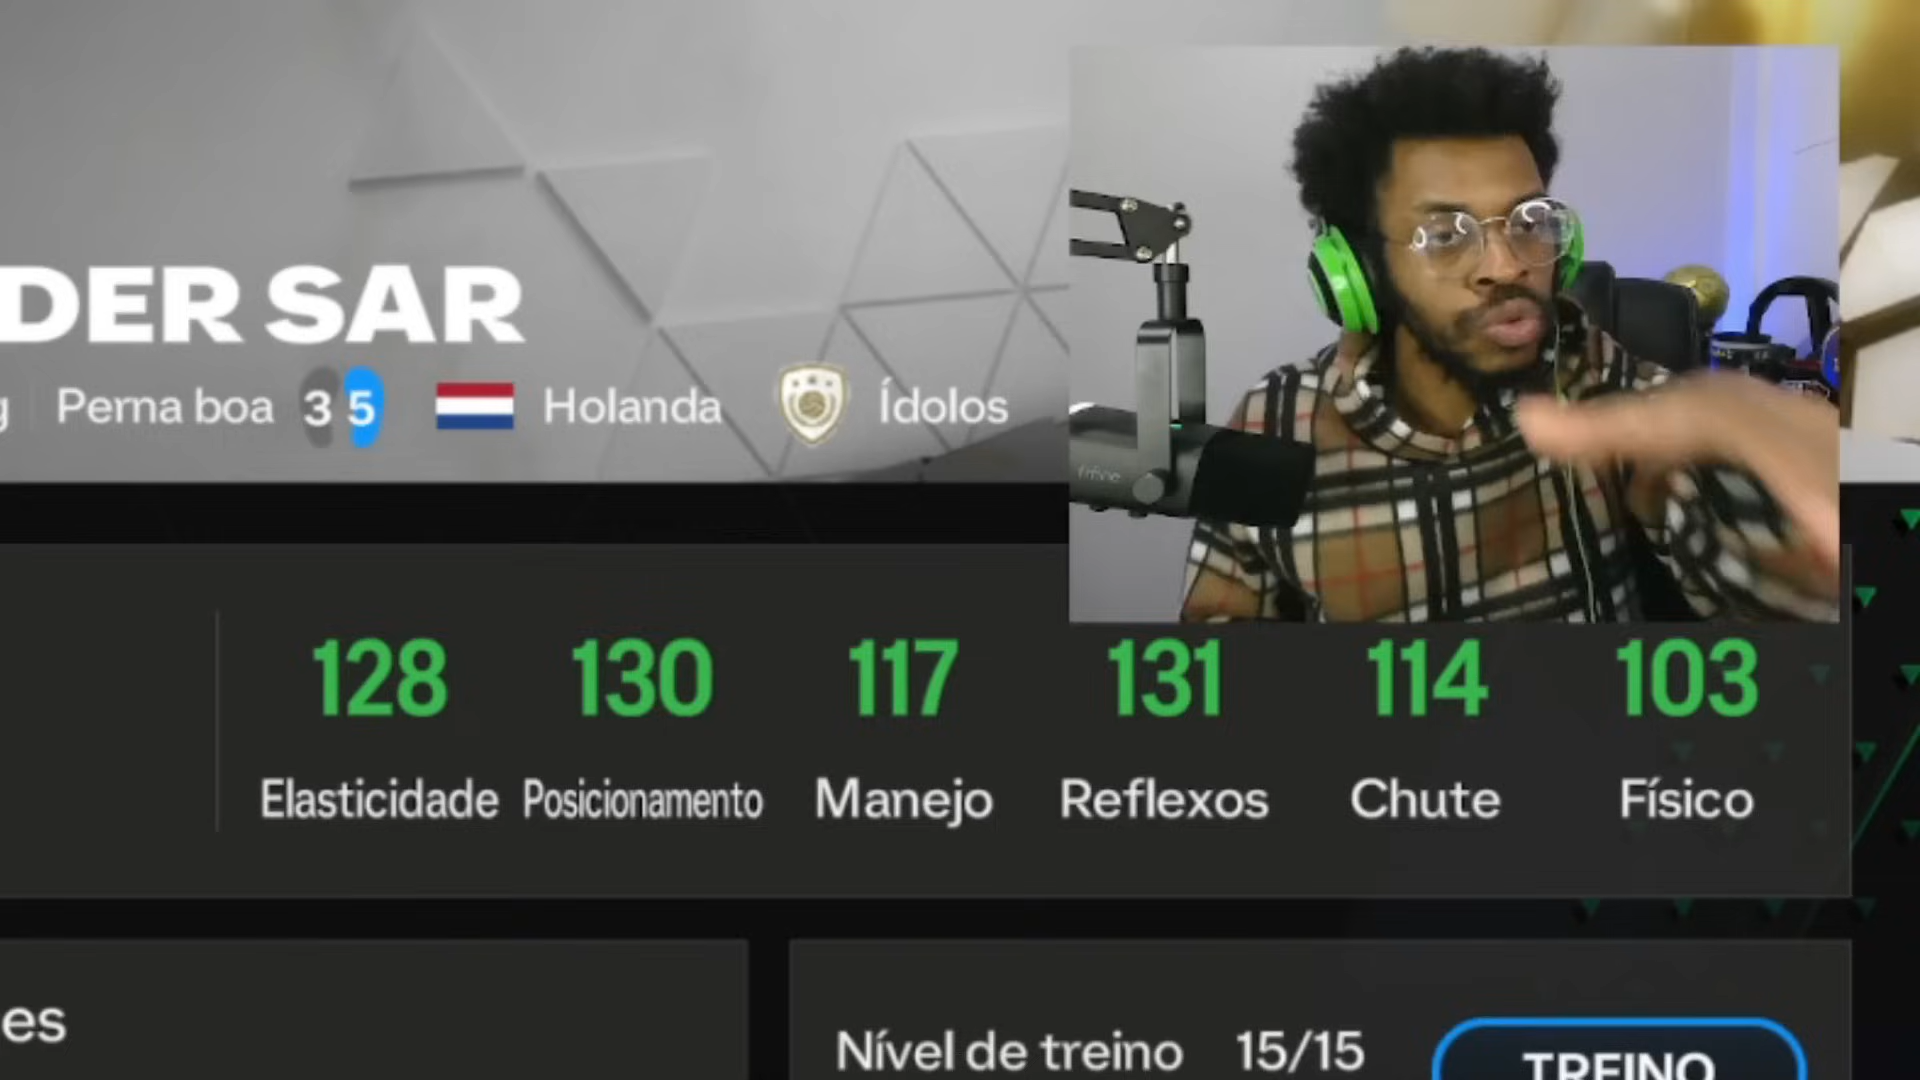 DER SAR
g Perna boa 3 5 Holanda Ídolos
128 130 117 131 114 103
Elasticidade Posicionamento Manejo Reflexos Chute Físico
es
Nível de treino 15/15 TREINO